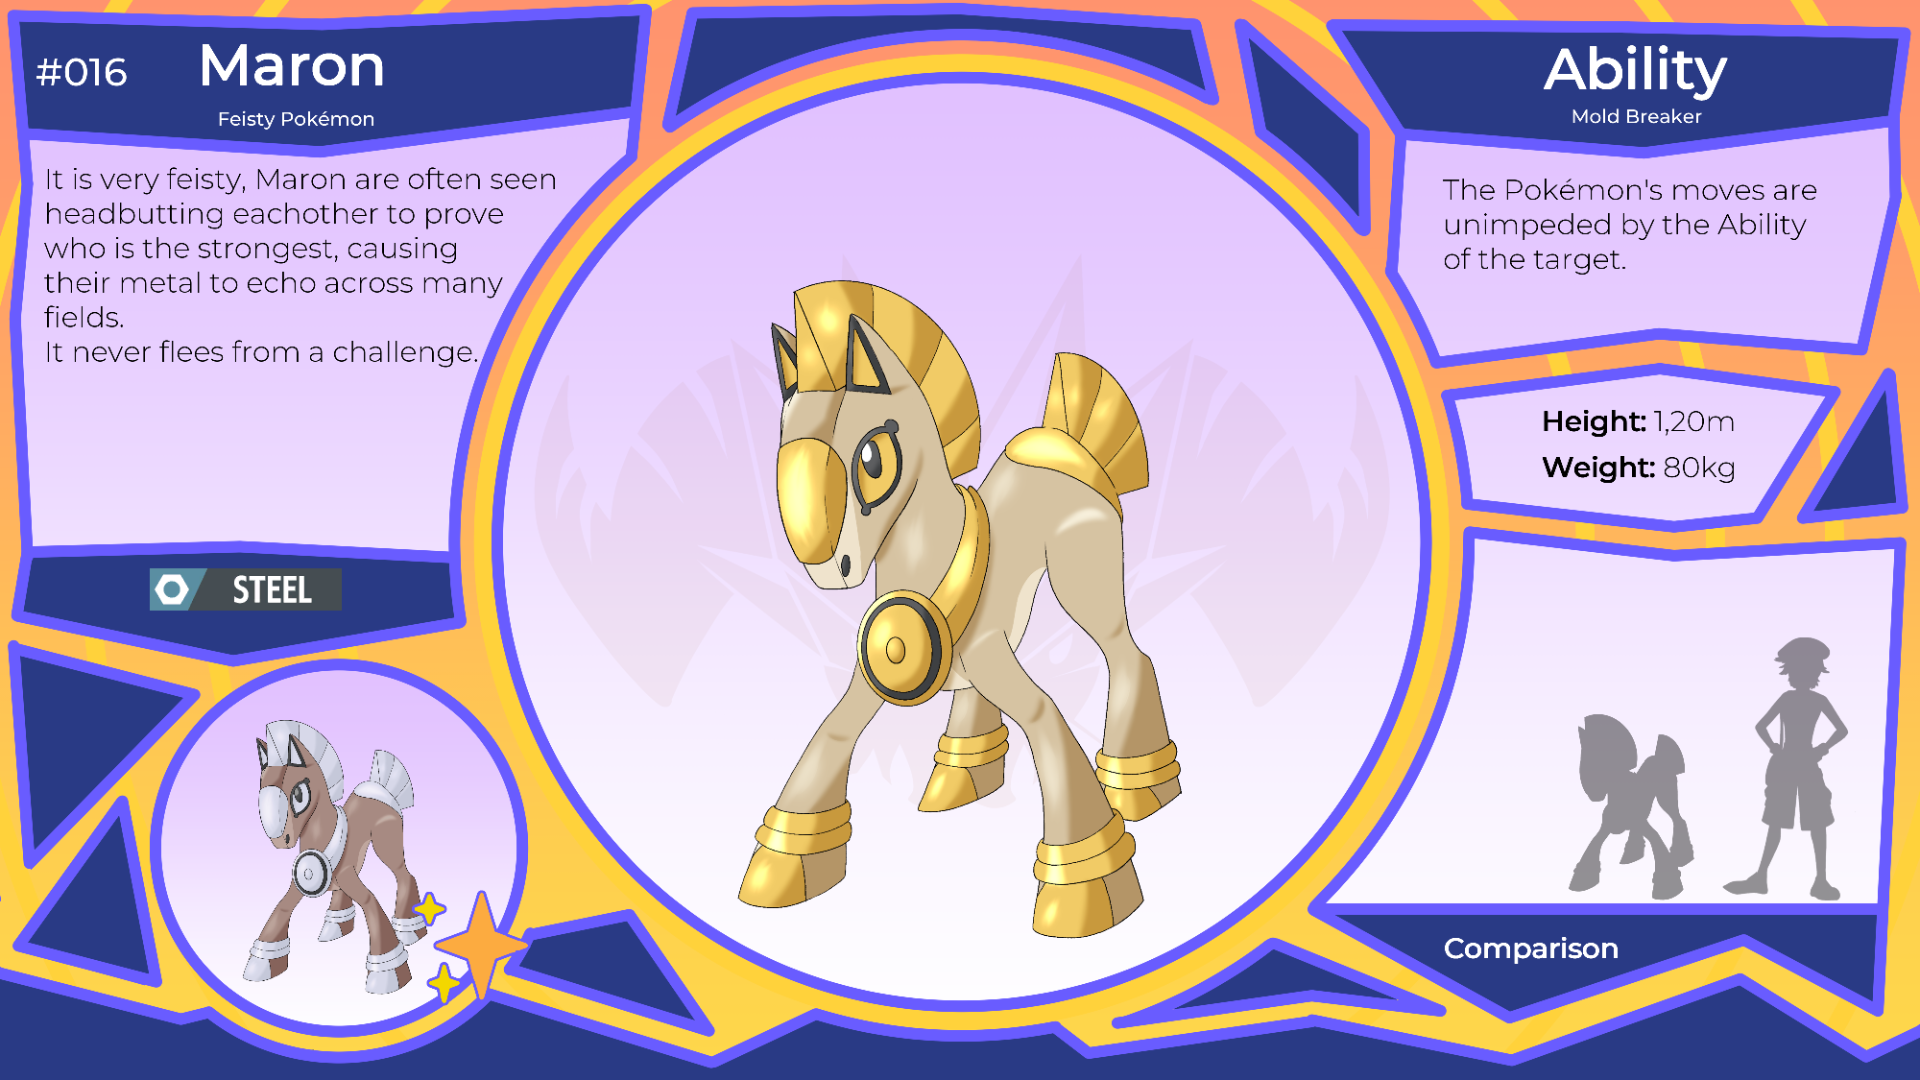 #016 Maron
Feisty Pokémon
It is very feisty, Maron are often seen
headbutting eachother to prove
who is the strongest, causing
their metal to echo across many
fields.
It never flees from a challenge.
STEEL
Ability
Mold Breaker
The Pokémon's moves are
unimpeded by the Ability
of the target.
Height: 1,20m
Weight: 80kg
Comparison